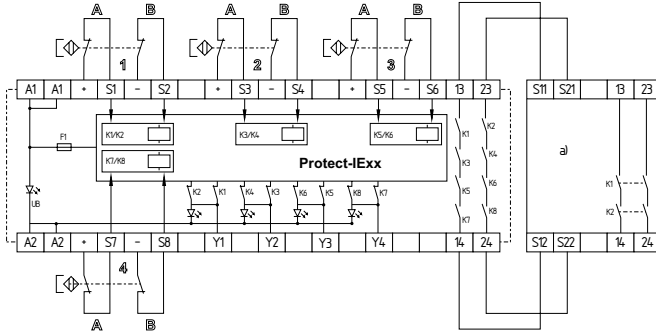 A B A B A B
1 2 3
A1 A1 + S1 - S2 + S3 - S4 + S5 - S6 13 23 S11 S21 13 23
F1 K1/K2 K3/K4 K5/K6 K1 K2
K7/K8 Protect-IExx K3 K4 a)
UB K2 K1 K4 K3 K6 K5 K8 K7 K5 K6 K1
K7 K8 K2
A2 A2 + S7 - S8 Y1 Y2 Y3 Y4 14 24 S12 S22 14 24
4
A B